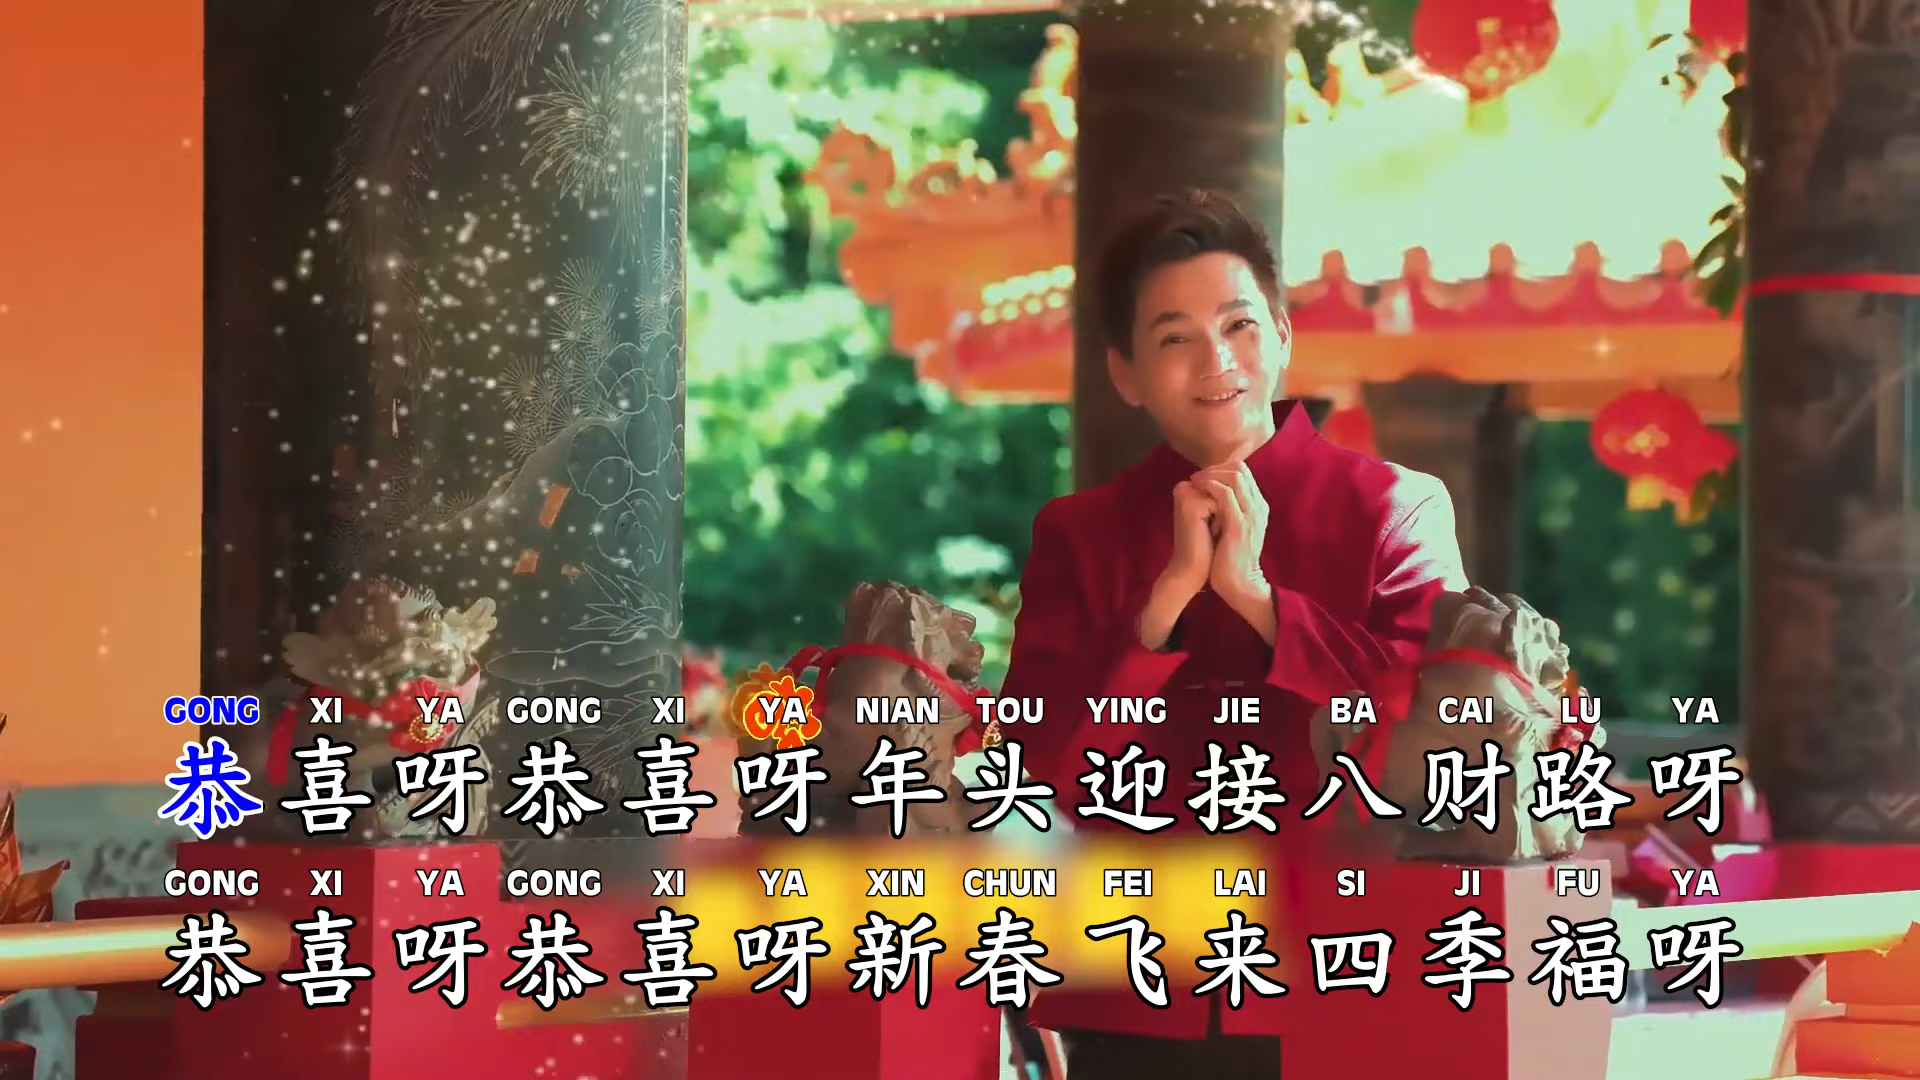 GONG XI YA GONG XI YA NIAN TOU YING JIE BA CAI LU YA
恭喜呀恭喜呀年头迎接八财路呀
GONG XI YA GONG XI YA XIN CHUN FEI LAI SI JI FU YA
恭喜呀恭喜呀新春飞来四季福呀